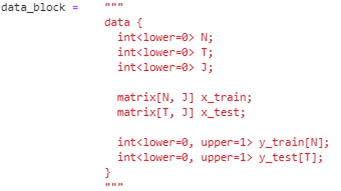 data_block =    """
                data {
                  int<lower=0> N;
                  int<lower=0> T;
                  int<lower=0> J;

                  matrix[N, J] x_train;
                  matrix[T, J] x_test;

                  int<lower=0, upper=1> y_train[N];
                  int<lower=0, upper=1> y_test[T];
                }
                """